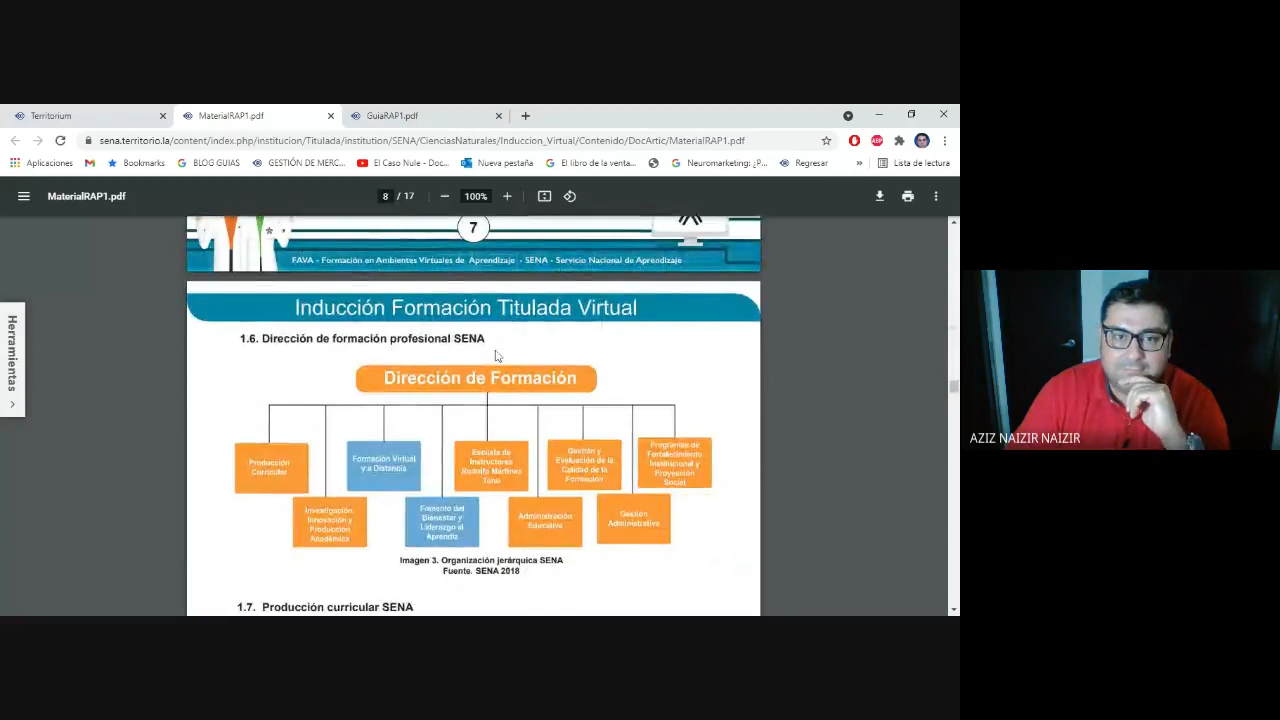 Territorium
MaterialRAP1.pdf
GuiaRAP1.pdf
sena.territorio.la/content/index.php/institucion/Titulada/institution/SENA/CienciasNaturales/Induccion_Virtual/Contenido/DocArtic/MaterialRAP1.pdf
ABP
Aplicaciones
Bookmarks
BLOG GUIAS
GESTIÓN DE MERC...
El Caso Nule - Doc...
Nueva pestaña
El libro de la venta...
Neuromarketing: ¿P...
Regresar
»
Lista de lectura
MaterialRAP1.pdf
8 / 17
100%
7
FAVA - Formación en Ambientes Virtuales de Aprendizaje - SENA - Servicio Nacional de Aprendizaje
Herramientas
Inducción Formación Titulada Virtual
1.6. Dirección de formación profesional SENA
Dirección de Formación
Producción
Curricular
Formación Virtual
y a Distancia
Escuela de
Instructores
Rodolfo Martínez
Tono
Gestión y
Evaluación de la
Calidad de la
Formación
Programas de
Fortalecimiento
Institucional y
Proyección
Social
Investigación,
Innovación y
Producción
Académica
Fomento del
Bienestar y
Liderazgo al
Aprendiz
Administración
Educativa
Gestión
Administrativa
Imagen 3. Organización jerárquica SENA
Fuente. SENA 2018
1.7. Producción curricular SENA
AZIZ NAIZIR NAIZIR